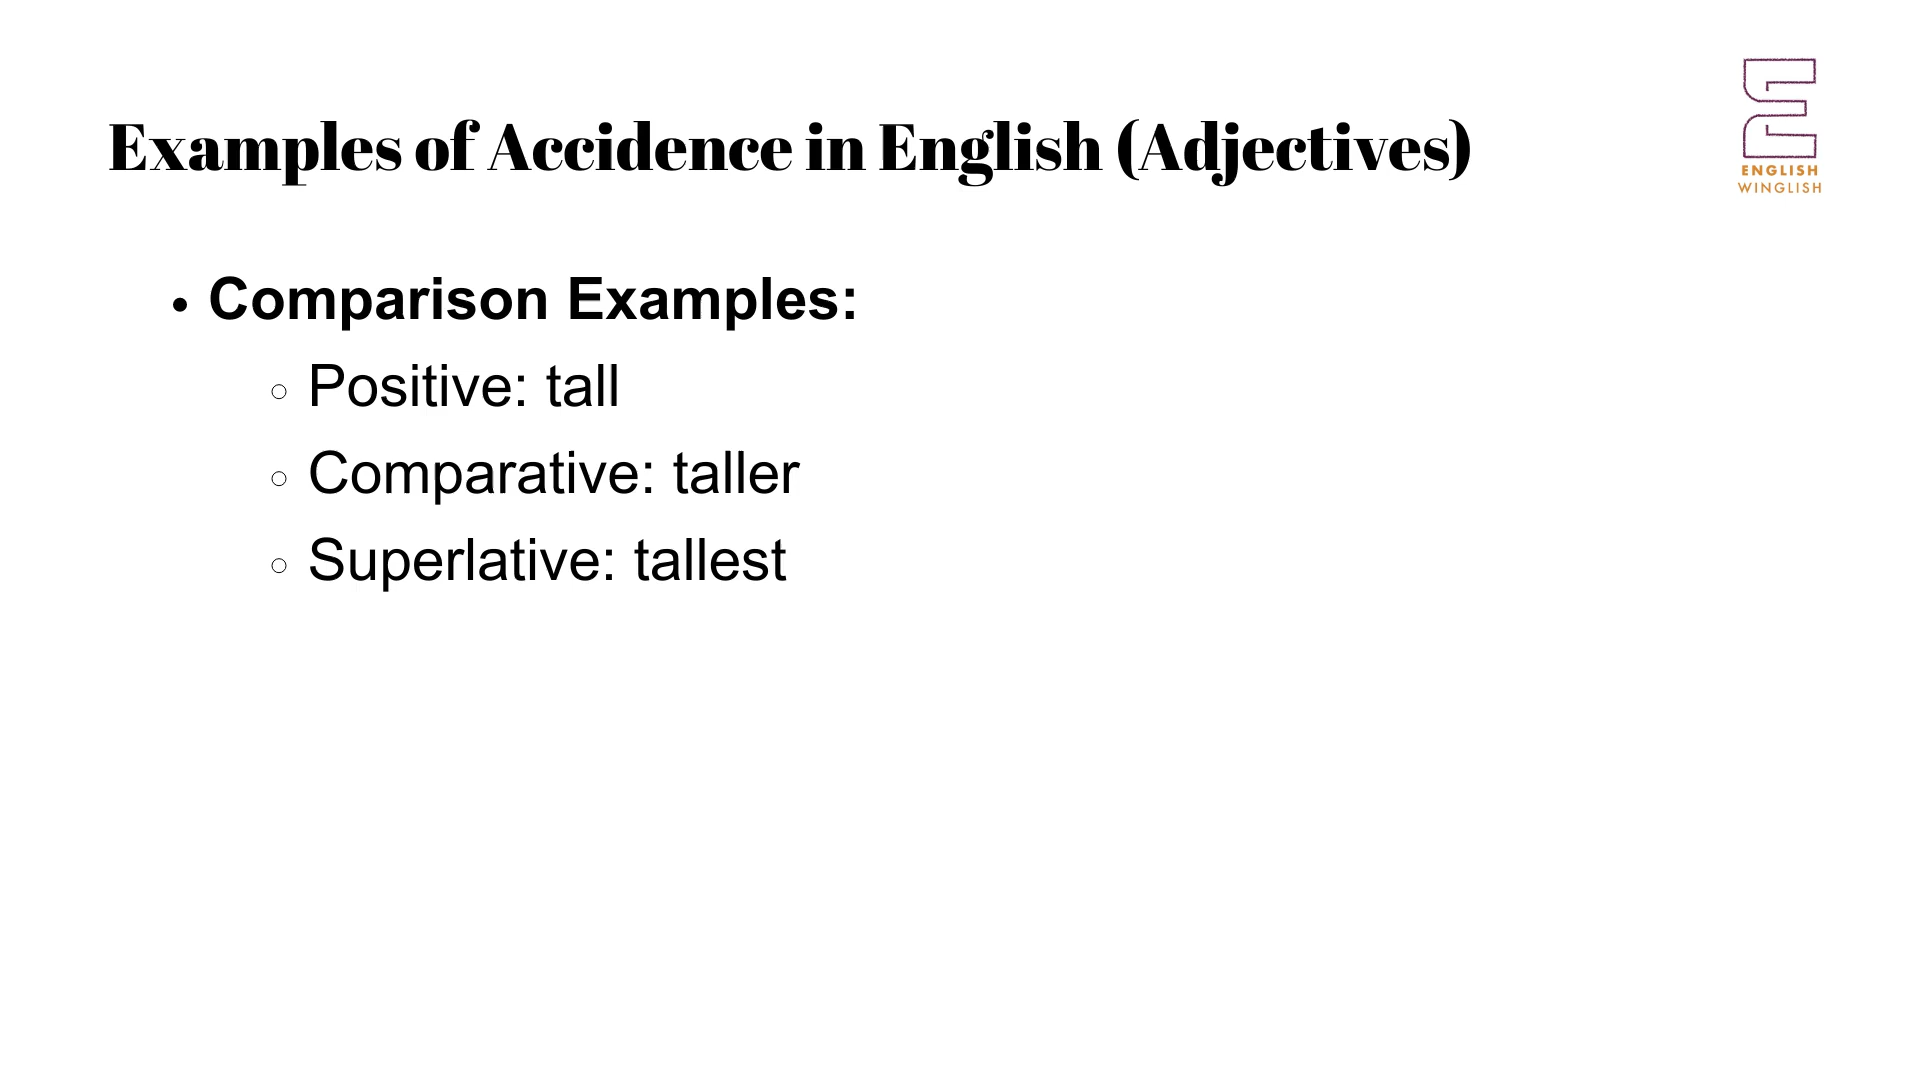 Examples of Accidence in English (Adjectives)
ENGLISH
WINGLISH
• Comparison Examples:
○ Positive: tall
○ Comparative: taller
○ Superlative: tallest